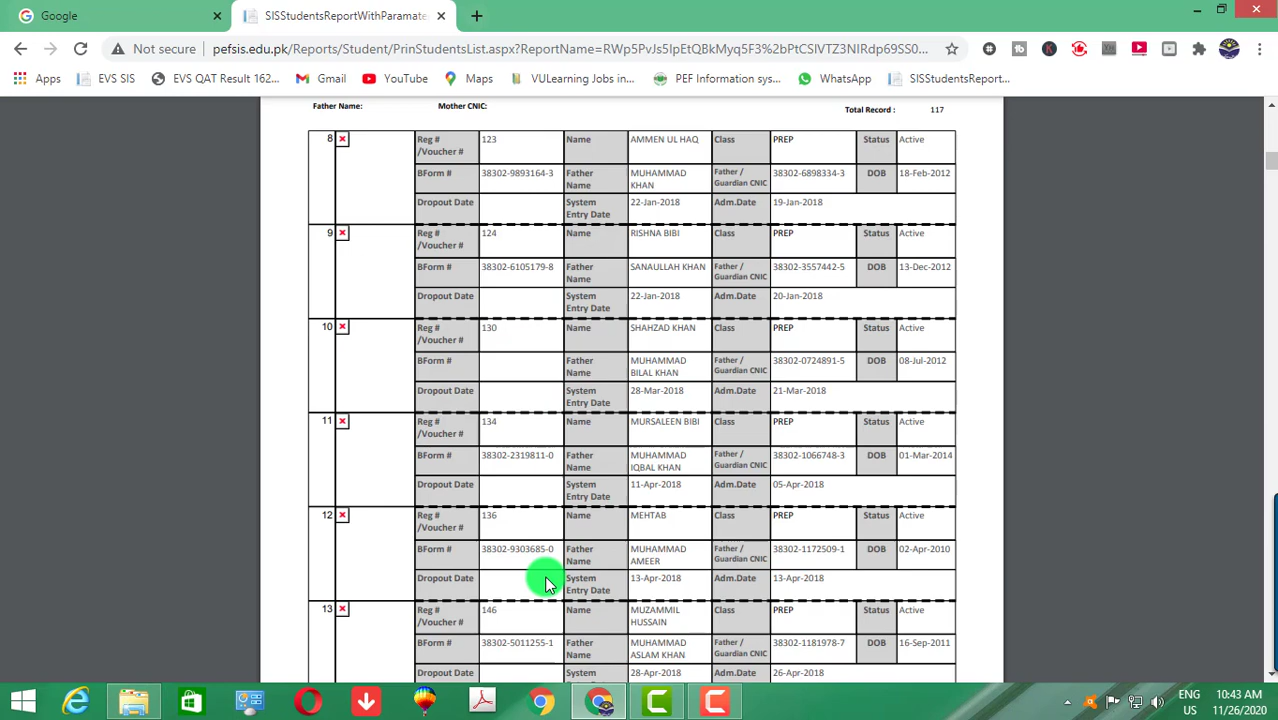 Google
SISStudentsReportWithParamate
Not secure
pefsis.edu.pk/Reports/Student/PrinStudentsList.aspx?ReportName=RWp5PvJs5IpEtQBkMyq5F3%2bPtCSIVTZ3NIRdp69SS0...
Apps EVS SIS EVS QAT Result 162... Gmail YouTube Maps VULearning Jobs in... PEF Information sys... WhatsApp SISStudentsReport...
Father Name: Mother CNIC: Total Record : 117
8 Reg # /Voucher # 123 Name AMMEN UL HAQ Class PREP Status Active
BForm # 38302-9893164-3 Father Name MUHAMMAD KHAN Father / Guardian CNIC 38302-6898334-3 DOB 18-Feb-2012
Dropout Date System Entry Date 22-Jan-2018 Adm.Date 19-Jan-2018
9 Reg # /Voucher # 124 Name RISHNA BIBI Class PREP Status Active
BForm # 38302-6105179-8 Father Name SANAULLAH KHAN Father / Guardian CNIC 38302-3557442-5 DOB 13-Dec-2012
Dropout Date System Entry Date 22-Jan-2018 Adm.Date 20-Jan-2018
10 Reg # /Voucher # 130 Name SHAHZAD KHAN Class PREP Status Active
BForm # Father Name MUHAMMAD BILAL KHAN Father / Guardian CNIC 38302-0724891-5 DOB 08-Jul-2012
Dropout Date System Entry Date 28-Mar-2018 Adm.Date 21-Mar-2018
11 Reg # /Voucher # 134 Name MURSALEEN BIBI Class PREP Status Active
BForm # 38302-2319811-0 Father Name MUHAMMAD IQBAL KHAN Father / Guardian CNIC 38302-1066748-3 DOB 01-Mar-2014
Dropout Date System Entry Date 11-Apr-2018 Adm.Date 05-Apr-2018
12 Reg # /Voucher # 136 Name MEHTAB Class PREP Status Active
BForm # 38302-9303685-0 Father Name MUHAMMAD AMEER Father / Guardian CNIC 38302-1172509-1 DOB 02-Apr-2010
Dropout Date System Entry Date 13-Apr-2018 Adm.Date 13-Apr-2018
13 Reg # /Voucher # 146 Name MUZAMMIL HUSSAIN Class PREP Status Active
BForm # 38302-5011255-1 Father Name MUHAMMAD ASLAM KHAN Father / Guardian CNIC 38302-1181978-7 DOB 16-Sep-2011
Dropout Date System 28-Apr-2018 Adm.Date 26-Apr-2018
ENG 10:43 AM
US 11/26/2020